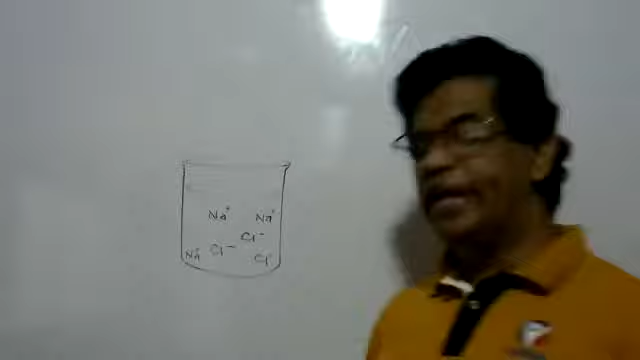 Na⁺ Na⁺
Cl⁻
Na⁺ Cl⁻ Cl⁻